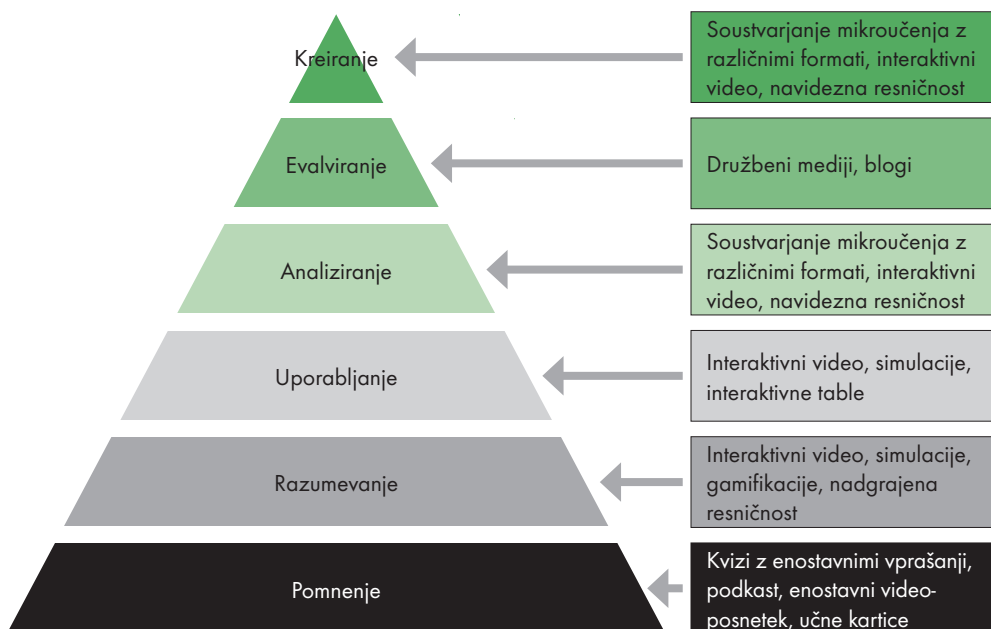 Kreiranje
Soustvarjanje mikroučenja z
različnimi formati, interaktivni
video, navidezna resničnost
Evalviranje
Družbeni mediji, blogi
Analiziranje
Soustvarjanje mikroučenja z
različnimi formati, interaktivni
video, navidezna resničnost
Uporabljanje
Interaktivni video, simulacije,
interaktivne table
Razumevanje
Interaktivni video, simulacije,
gamifikacije, nadgrajena
resničnost
Pomnenje
Kvizi z enostavnimi vprašanji,
podkast, enostavni video-
posnetek, učne kartice